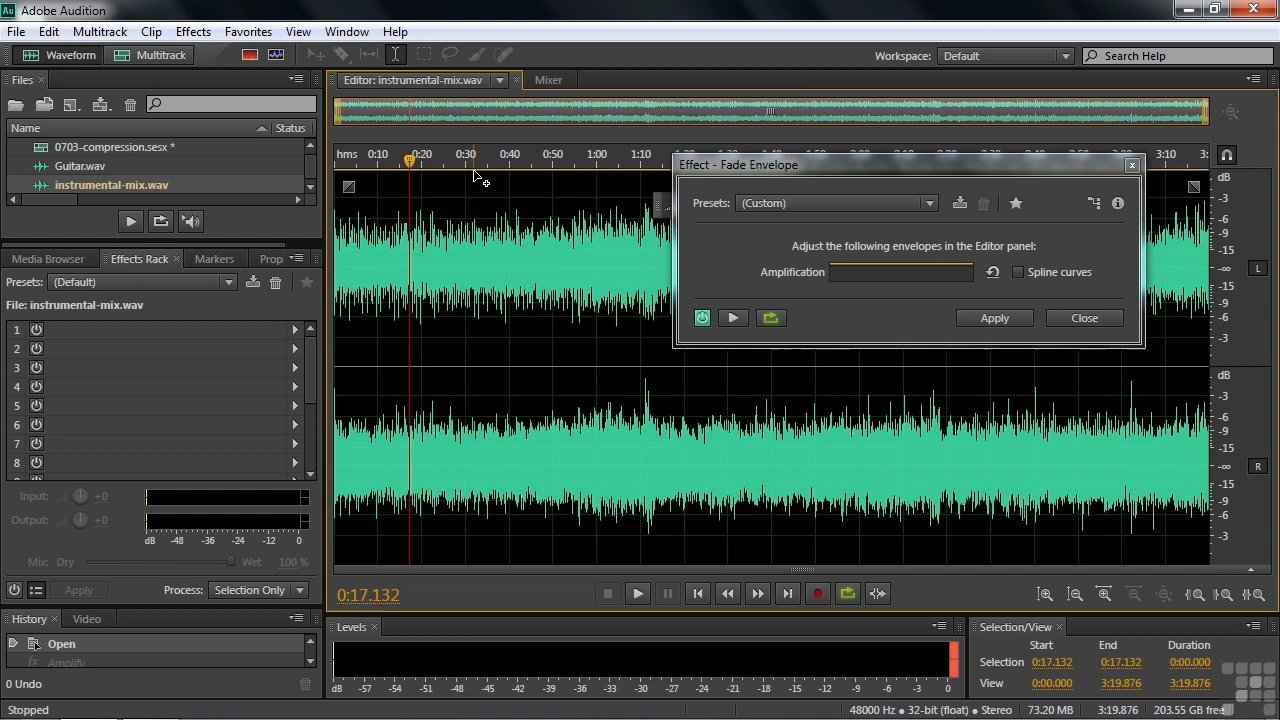 Au Adobe Audition
File Edit Multitrack Clip Effects Favorites View Window Help
Waveform Multitrack Workspace: Default Search Help
Files × Editor: instrumental-mix.wav × Mixer
Name Status
0703-compression.sesx *
Guitar.wav
instrumental-mix.wav
hms 0:10 0:20 0:30 0:40 0:50 1:00 1:10 3:10
Effect - Fade Envelope
Presets: (Custom)
Adjust the following envelopes in the Editor panel:
Amplification Spline curves
Apply Close
dB
-3
-6
-9
-15
-∞ L
-15
-9
-6
-3
dB
-3
-6
-9
-15
-∞ R
-15
-9
-6
-3
Media Browser Effects Rack × Markers Prop
Presets: (Default)
File: instrumental-mix.wav
1
2
3
4
5
6
7
8
Input: +0
Output: +0
dB -48 -36 -24 -12 0
Mix: Dry Wet 100 %
Apply Process: Selection Only
0:17.132
History × Video
Open
fx Amplify
0 Undo
Levels ×
dB -57 -54 -51 -48 -45 -42 -39 -36 -33 -30 -27 -24 -21 -18 -15 -12 -9 -6 -3 0
Selection/View ×
Start End Duration
Selection 0:17.132 0:17.132 0:00.000
View 0:00.000 3:19.876 3:19.876
Stopped 48000 Hz ● 32-bit (float) ● Stereo 73.20 MB 3:19.876 203.55 GB free